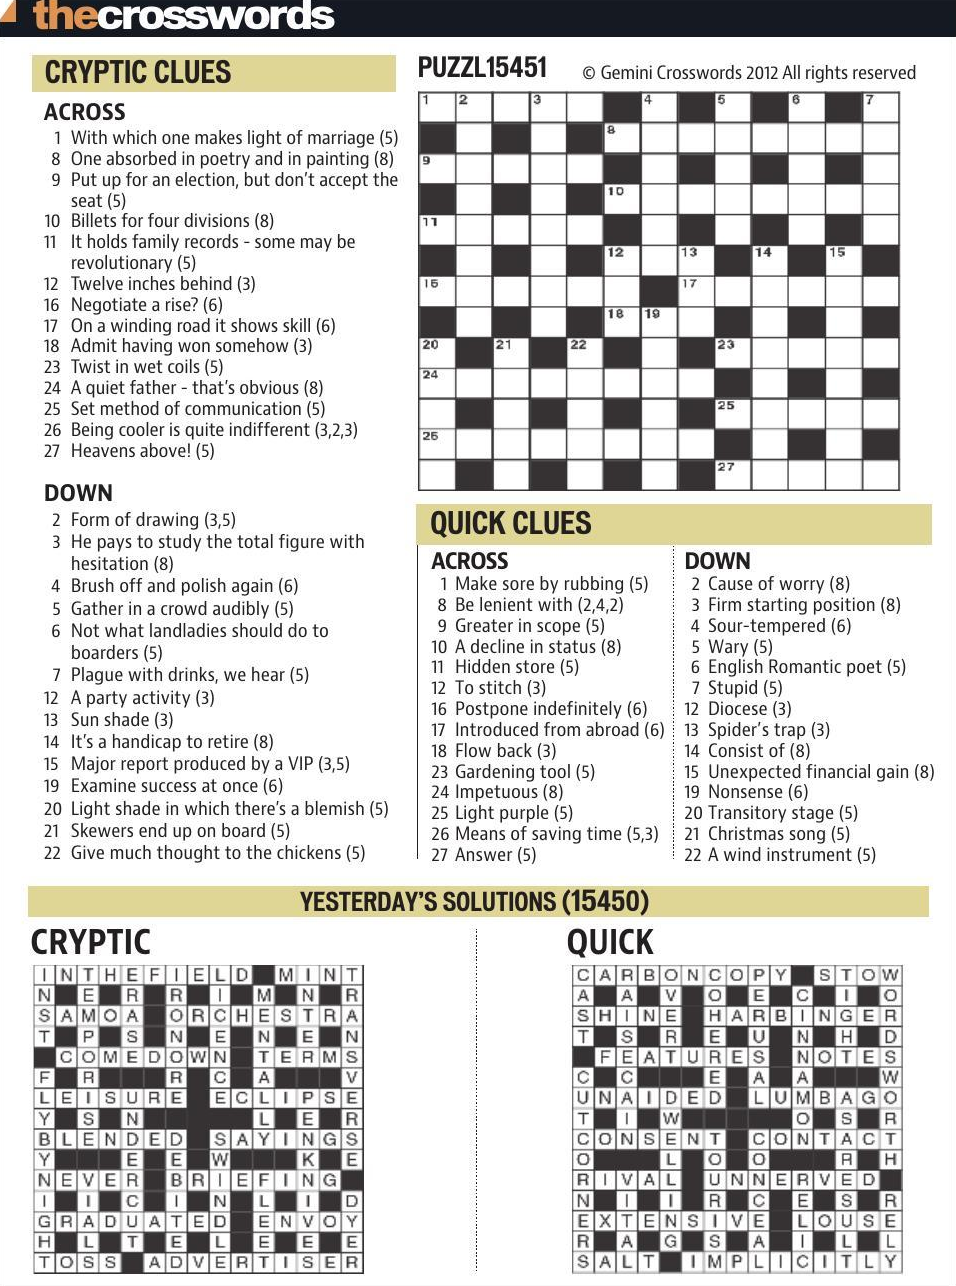 thecrosswords
CRYPTIC CLUES
ACROSS
1 With which one makes light of marriage (5)
8 One absorbed in poetry and in painting (8)
9 Put up for an election, but don't accept the
seat (5)
10 Billets for four divisions (8)
11 It holds family records - some may be
revolutionary (5)
12 Twelve inches behind (3)
16 Negotiate a rise? (6)
17 On a winding road it shows skill (6)
18 Admit having won somehow (3)
23 Twist in wet coils (5)
24 A quiet father - that's obvious (8)
25 Set method of communication (5)
26 Being cooler is quite indifferent (3,2,3)
27 Heavens above! (5)
DOWN
2 Form of drawing (3,5)
3 He pays to study the total figure with
hesitation (8)
4 Brush off and polish again (6)
5 Gather in a crowd audibly (5)
6 Not what landladies should do to
boarders (5)
7 Plague with drinks, we hear (5)
12 A party activity (3)
13 Sun shade (3)
14 It's a handicap to retire (8)
15 Major report produced by a VIP (3,5)
19 Examine success at once (6)
20 Light shade in which there's a blemish (5)
21 Skewers end up on board (5)
22 Give much thought to the chickens (5)
PUZZL15451 © Gemini Crosswords 2012 All rights reserved
1 2 3 4 5 6 7
8
9
10
11
12 13 14 15
16 17
18 19
20 21 22 23
24
25
26
27
QUICK CLUES
ACROSS
1 Make sore by rubbing (5)
8 Be lenient with (2,4,2)
9 Greater in scope (5)
10 A decline in status (8)
11 Hidden store (5)
12 To stitch (3)
16 Postpone indefinitely (6)
17 Introduced from abroad (6)
18 Flow back (3)
23 Gardening tool (5)
24 Impetuous (8)
25 Light purple (5)
26 Means of saving time (5,3)
27 Answer (5)
DOWN
2 Cause of worry (8)
3 Firm starting position (8)
4 Sour-tempered (6)
5 Wary (5)
6 English Romantic poet (5)
7 Stupid (5)
12 Diocese (3)
13 Spider's trap (3)
14 Consist of (8)
15 Unexpected financial gain (8)
19 Nonsense (6)
20 Transitory stage (5)
21 Christmas song (5)
22 A wind instrument (5)
YESTERDAY'S SOLUTIONS (15450)
CRYPTIC
INTHEFIELD MINT
N E R R I M N R
SAMOA ORCHESTRA
T P S N E N E N
COMEDOWN TERMS
F R R C A V
LEISURE ECLIPSE
Y S N L E R
BLENDED SAYINGS
Y E E W K E
NEVER BRIEFING
I I C I N L I D
GRADUATED ENVOY
H L T E L E E E
TOSS ADVERTISER
QUICK
CARBONCOPY STOW
A A V O E C I O
SHINE HARBINGER
T S R E U N H D
FEATURES NOTES
C C E A A W
UNAIDED LUMBAGO
T I W O S R
CONSENT CONTACT
O L O O R H
RIVAL UNNERVED
N I I R C E S R
EXTENSIVE LOUSE
R A G S A I L L
SALT IMPLICITLY